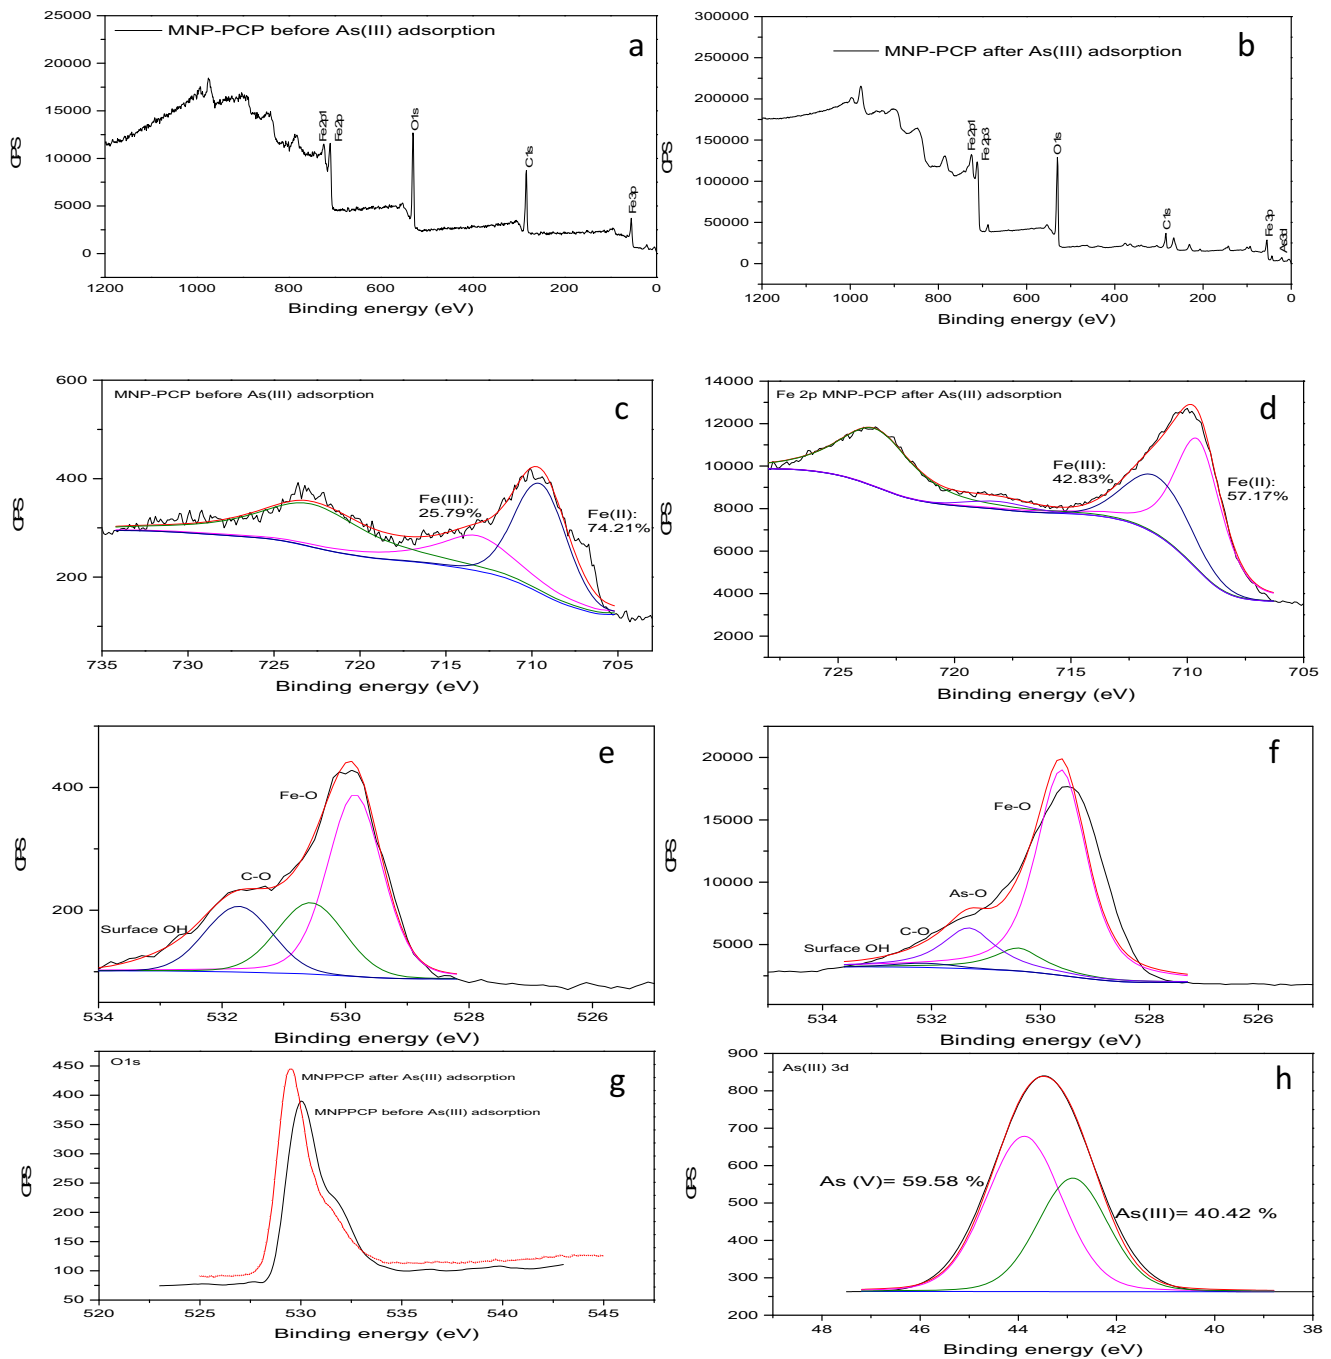 MNP-PCP before As(III) adsorption
a
CPS
25000
20000
15000
10000
5000
0
Fe2p1
Fe2p
O1s
C1s
Fe3p
1200 1000 800 600 400 200 0
Binding energy (eV)
MNP-PCP after As(III) adsorption
b
CPS
300000
250000
200000
150000
100000
50000
0
Fe2p1
Fe2p3
O1s
C1s
Fe3p
As3d
1200 1000 800 600 400 200 0
Binding energy (eV)
MNP-PCP before As(III) adsorption
c
CPS
600
400
200
Fe(III):
25.79%
Fe(II):
74.21%
735 730 725 720 715 710 705
Binding energy (eV)
Fe 2p MNP-PCP after As(III) adsorption
d
CPS
14000
12000
10000
8000
6000
4000
2000
Fe(III):
42.83%
Fe(II):
57.17%
725 720 715 710 705
Binding energy (eV)
e
CPS
400
200
Fe-O
C-O
Surface OH
534 532 530 528 526
Binding energy (eV)
f
CPS
20000
15000
10000
5000
Fe-O
As-O
C-O
Surface OH
534 532 530 528 526
Binding energy (eV)
O1s
g
CPS
450
400
350
300
250
200
150
100
50
MNPPCP after As(III) adsorption
MNPPCP before As(III) adsorption
520 525 530 535 540 545
Binding energy (eV)
As(III) 3d
h
CPS
900
800
700
600
500
400
300
200
As (V)= 59.58 %
As(III)= 40.42 %
48 46 44 42 40 38
Binding energy (eV)